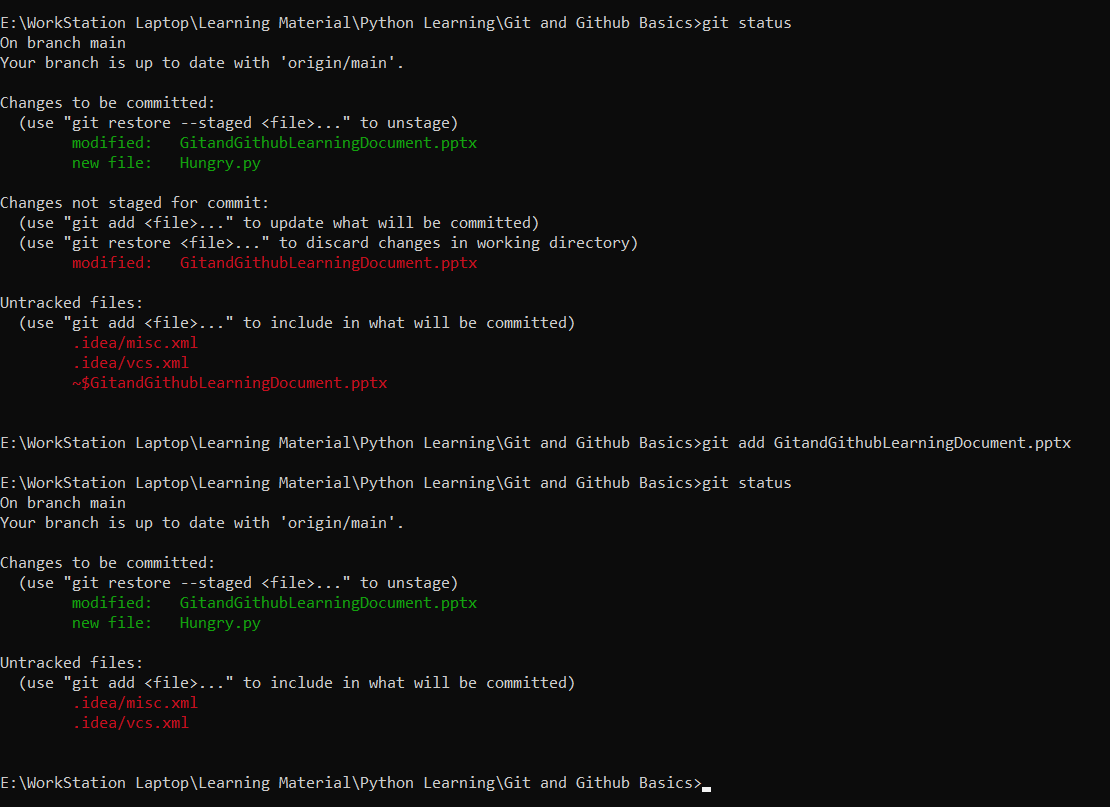 E:\WorkStation Laptop\Learning Material\Python Learning\Git and Github Basics>git status
On branch main
Your branch is up to date with 'origin/main'.

Changes to be committed:
  (use "git restore --staged <file>..." to unstage)
        modified:   GitandGithubLearningDocument.pptx
        new file:   Hungry.py

Changes not staged for commit:
  (use "git add <file>..." to update what will be committed)
  (use "git restore <file>..." to discard changes in working directory)
        modified:   GitandGithubLearningDocument.pptx

Untracked files:
  (use "git add <file>..." to include in what will be committed)
        .idea/misc.xml
        .idea/vcs.xml
        ~$GitandGithubLearningDocument.pptx

E:\WorkStation Laptop\Learning Material\Python Learning\Git and Github Basics>git add GitandGithubLearningDocument.pptx

E:\WorkStation Laptop\Learning Material\Python Learning\Git and Github Basics>git status
On branch main
Your branch is up to date with 'origin/main'.

Changes to be committed:
  (use "git restore --staged <file>..." to unstage)
        modified:   GitandGithubLearningDocument.pptx
        new file:   Hungry.py

Untracked files:
  (use "git add <file>..." to include in what will be committed)
        .idea/misc.xml
        .idea/vcs.xml

E:\WorkStation Laptop\Learning Material\Python Learning\Git and Github Basics>